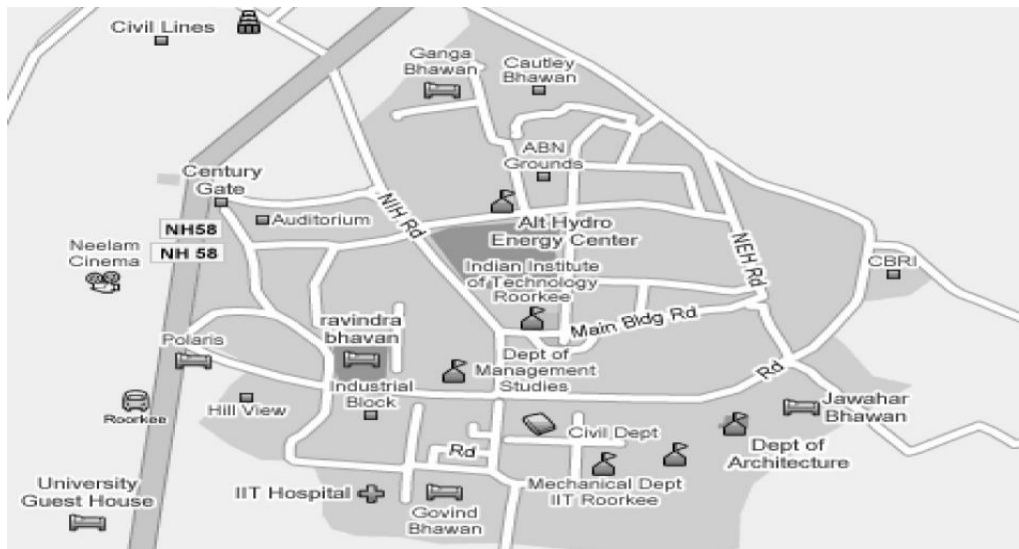 Civil Lines
Ganga
Bhawan
Cautley
Bhawan
ABN
Grounds
Century
Gate
Auditorium
NIH Rd
NH58
NH 58
Alt Hydro
Energy Center
NEH Rd
Neelam
Cinema
Indian Institute
of Technology
Roorkee
CBRI
Main Bldg Rd
ravindra
bhavan
Polaris
Dept of
Management
Studies
Rd
Industrial
Block
Hill View
Roorkee
Jawahar
Bhawan
Civil Dept
Rd
Dept of
Architecture
University
Guest House
IIT Hospital
Govind
Bhawan
Mechanical Dept
IIT Roorkee